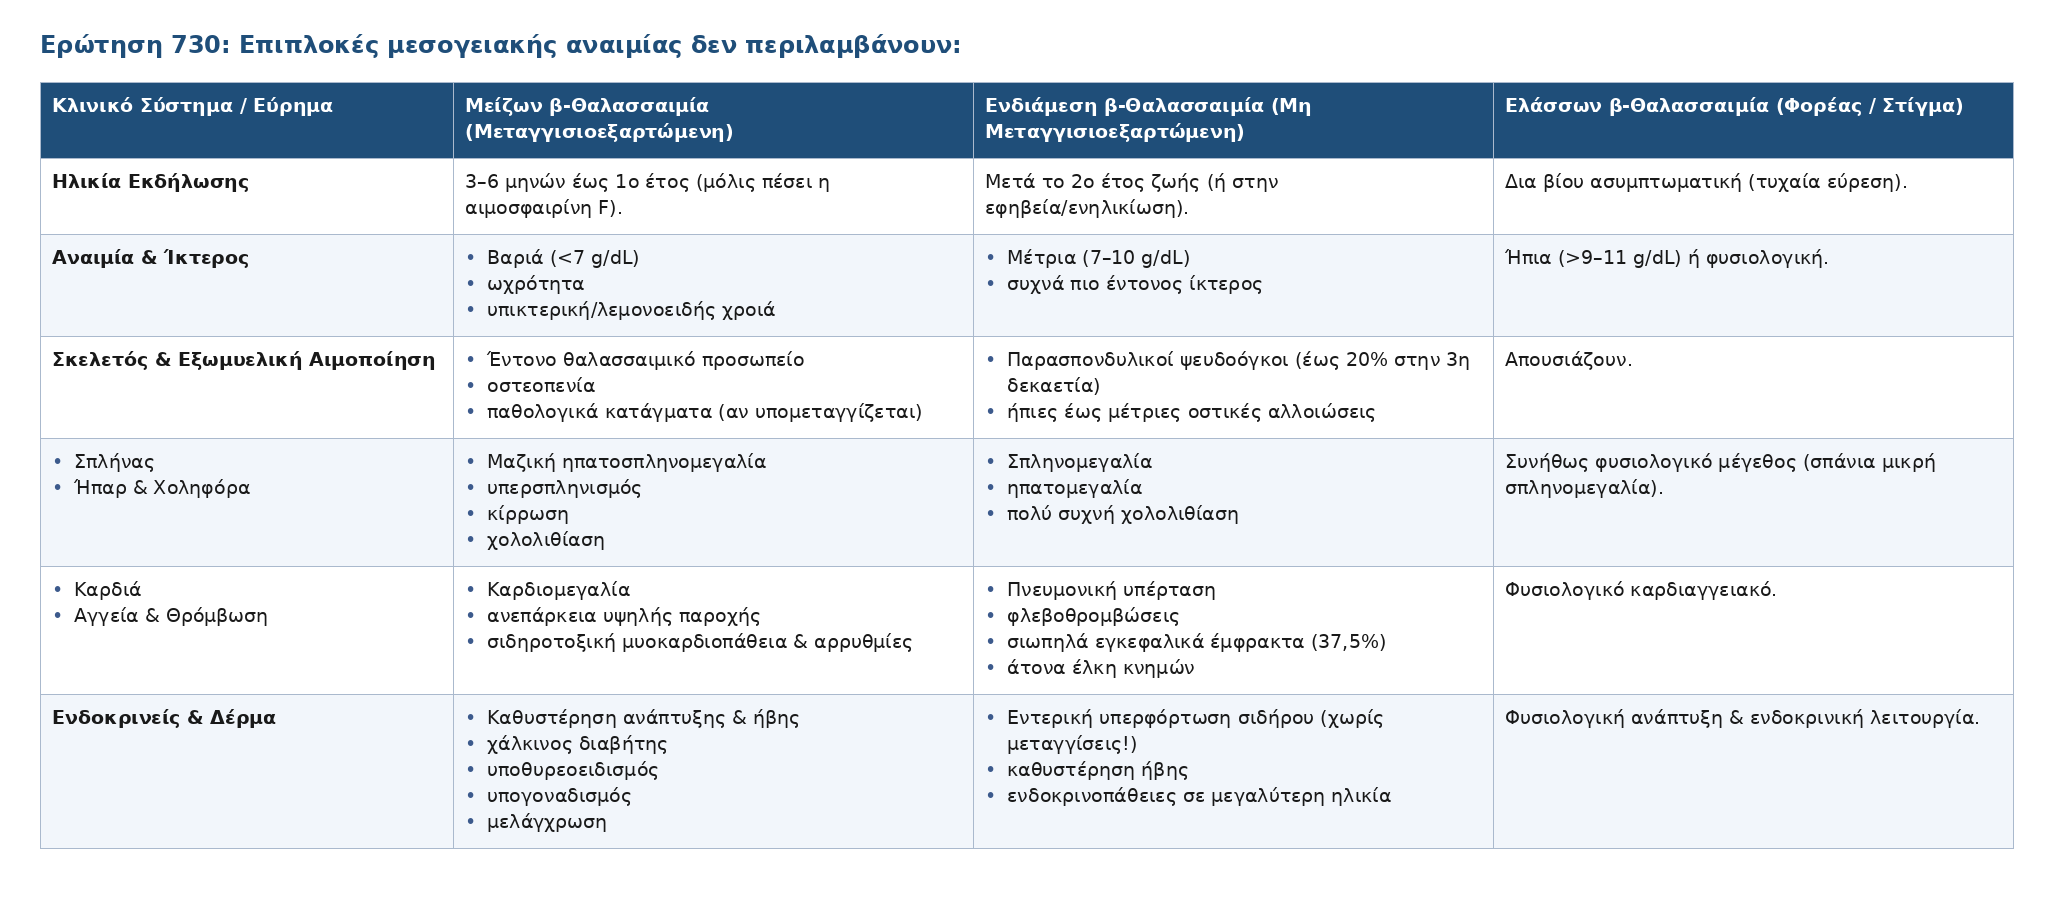 Ερώτηση 730: Επιπλοκές μεσογειακής αναιμίας δεν περιλαμβάνουν:
Κλινικό Σύστημα / Εύρημα
Μείζων β-Θαλασσαιμία
(Μεταγγισιοεξαρτώμενη)
Ενδιάμεση β-Θαλασσαιμία (Μη
Μεταγγισιοεξαρτώμενη)
Ελάσσων β-Θαλασσαιμία (Φορέας / Στίγμα)
Ηλικία Εκδήλωσης
3–6 μηνών έως 1ο έτος (μόλις πέσει η
αιμοσφαιρίνη F).
Μετά το 2ο έτος ζωής (ή στην
εφηβεία/ενηλικίωση).
Δια βίου ασυμπτωματική (τυχαία εύρεση).
Αναιμία & Ίκτερος
• Βαριά (<7 g/dL)
• ωχρότητα
• υπικτερική/λεμονοειδής χροιά
• Μέτρια (7–10 g/dL)
• συχνά πιο έντονος ίκτερος
Ήπια (>9–11 g/dL) ή φυσιολογική.
Σκελετός & Εξωμυελική Αιμοποίηση
• Έντονο θαλασσαιμικό προσωπείο
• οστεοπενία
• παθολογικά κατάγματα (αν υπομεταγγίζεται)
• Παρασπονδυλικοί ψευδοόγκοι (έως 20% στην 3η
δεκαετία)
• ήπιες έως μέτριες οστικές αλλοιώσεις
Απουσιάζουν.
• Σπλήνας
• Ήπαρ & Χοληφόρα
• Μαζική ηπατοσπληνομεγαλία
• υπερσπληνισμός
• κίρρωση
• χολολιθίαση
• Σπληνομεγαλία
• ηπατομεγαλία
• πολύ συχνή χολολιθίαση
Συνήθως φυσιολογικό μέγεθος (σπάνια μικρή
σπληνομεγαλία).
• Καρδιά
• Αγγεία & Θρόμβωση
• Καρδιομεγαλία
• ανεπάρκεια υψηλής παροχής
• σιδηροτοξική μυοκαρδιοπάθεια & αρρυθμίες
• Πνευμονική υπέρταση
• φλεβοθρομβώσεις
• σιωπηλά εγκεφαλικά έμφρακτα (37,5%)
• άτονα έλκη κνημών
Φυσιολογικό καρδιαγγειακό.
Ενδοκρινείς & Δέρμα
• Καθυστέρηση ανάπτυξης & ήβης
• χάλκινος διαβήτης
• υποθυρεοειδισμός
• υπογοναδισμός
• μελάγχρωση
• Εντερική υπερφόρτωση σιδήρου (χωρίς
μεταγγίσεις!)
• καθυστέρηση ήβης
• ενδοκρινοπάθειες σε μεγαλύτερη ηλικία
Φυσιολογική ανάπτυξη & ενδοκρινική λειτουργία.